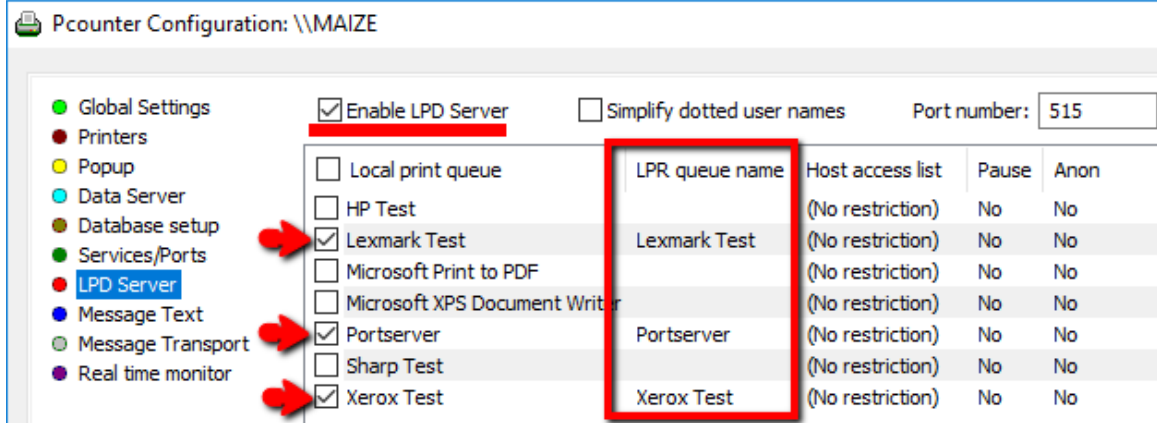 Pcounter Configuration: \\MAIZE
Global Settings
Printers
Popup
Data Server
Database setup
Services/Ports
LPD Server
Message Text
Message Transport
Real time monitor
Enable LPD Server Simplify dotted user names Port number: 515
Local print queue LPR queue name Host access list Pause Anon
HP Test (No restriction) No No
Lexmark Test Lexmark Test (No restriction) No No
Microsoft Print to PDF (No restriction) No No
Microsoft XPS Document Writer (No restriction) No No
Portserver Portserver (No restriction) No No
Sharp Test (No restriction) No No
Xerox Test Xerox Test (No restriction) No No